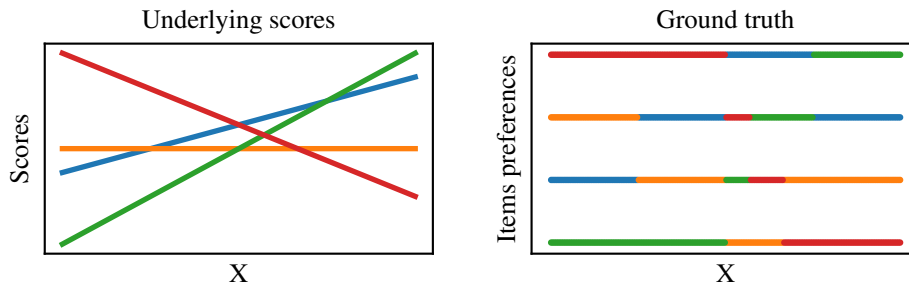 Underlying scores
Scores
X
Ground truth
Items preferences
X